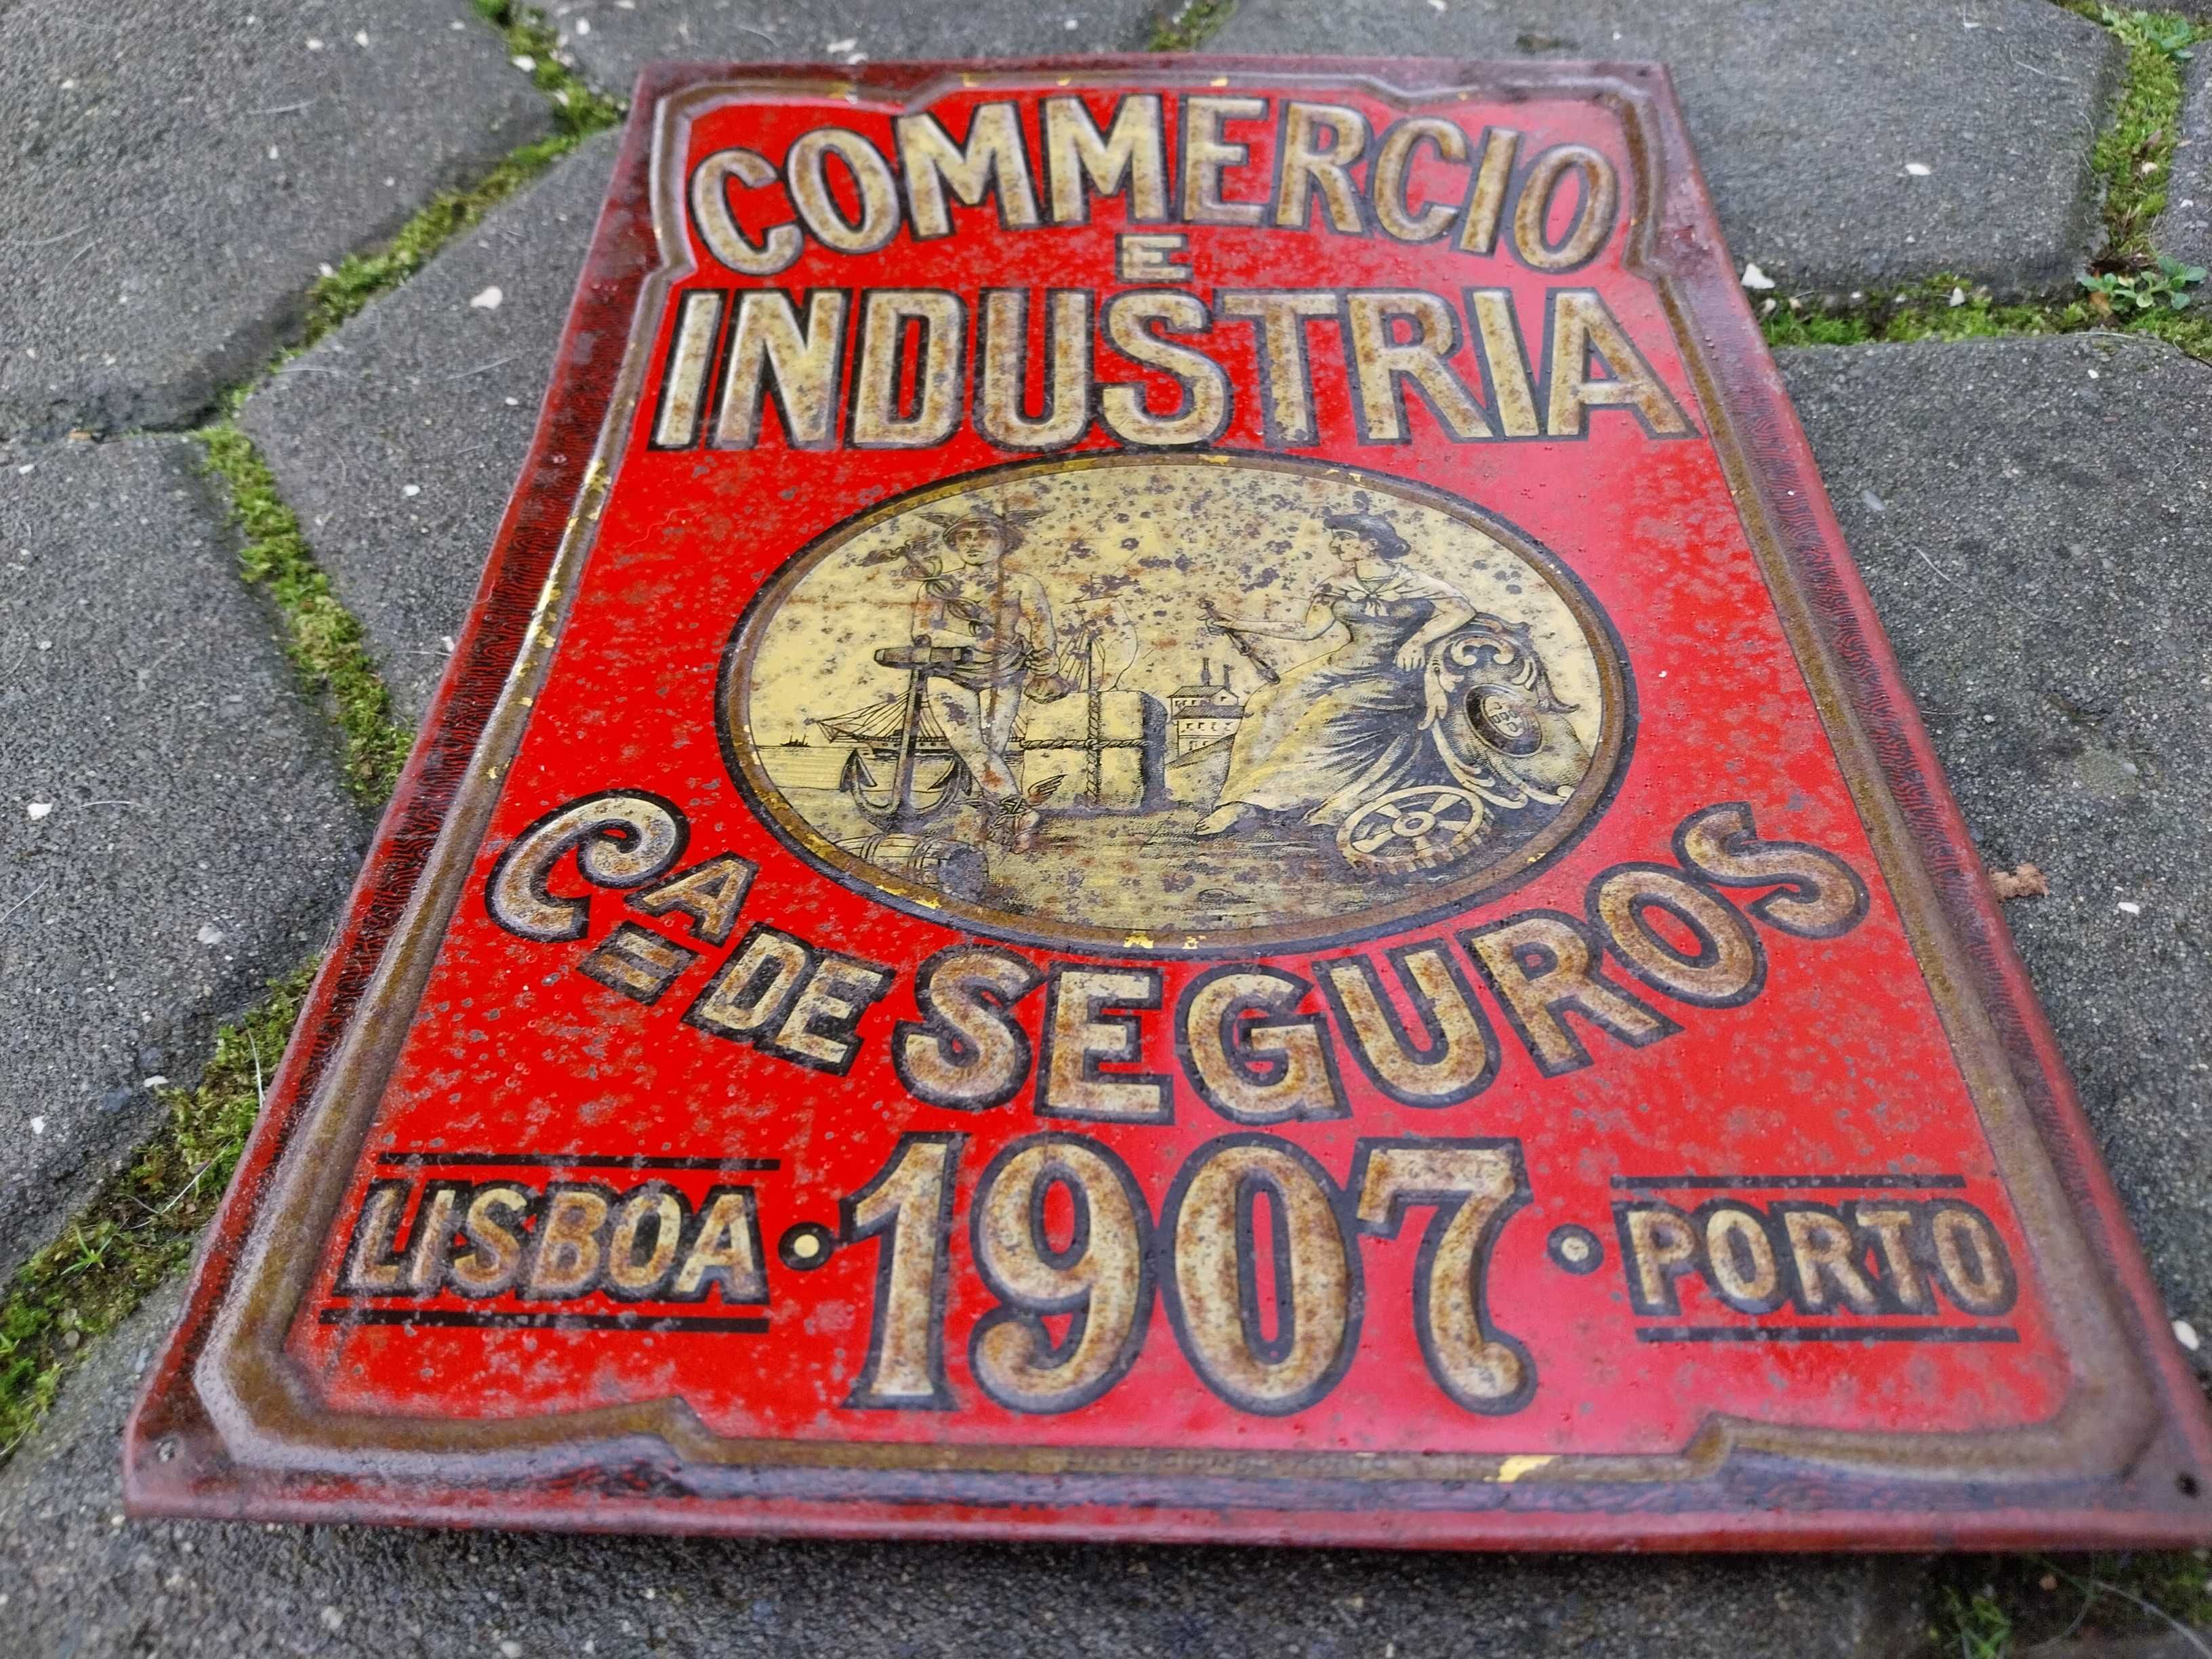 COMMERCIO
E
INDUSTRIA
CA DE SEGUROS
LISBOA · 1907 · PORTO